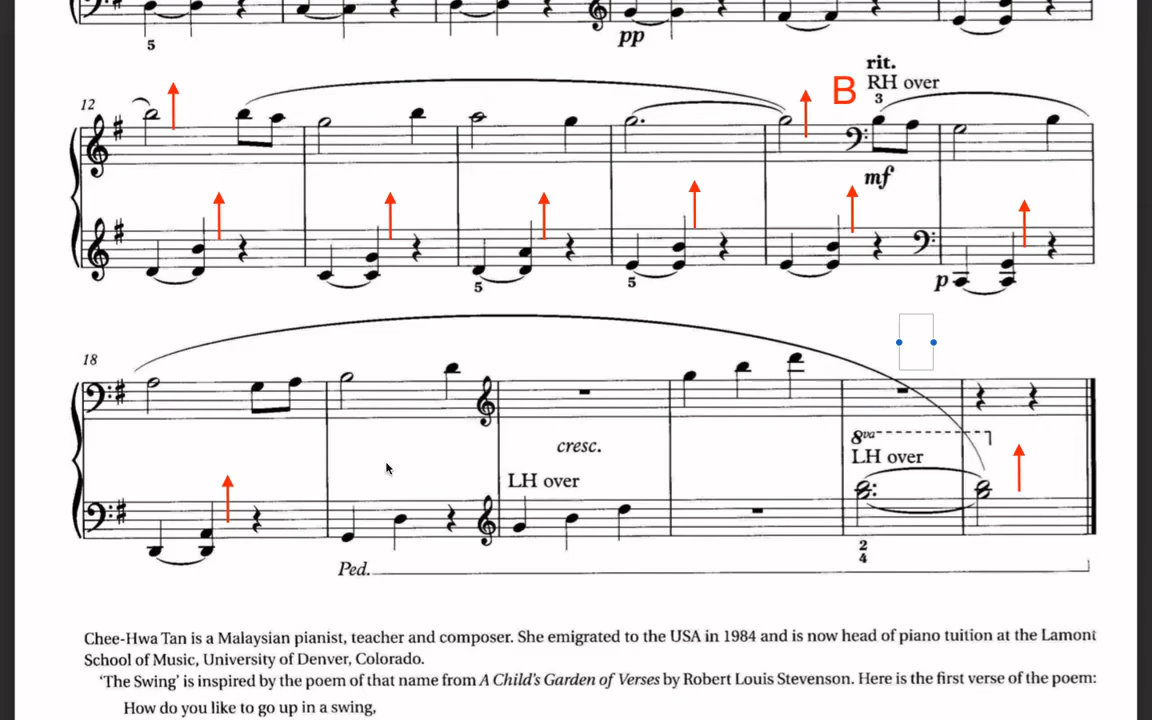 5
pp
rit.
B RH over
12
3
mf
5
5
p
18
cresc.
8va
LH over
LH over
2
4
Ped.
Chee-Hwa Tan is a Malaysian pianist, teacher and composer. She emigrated to the USA in 1984 and is now head of piano tuition at the Lamont
School of Music, University of Denver, Colorado.
‘The Swing’ is inspired by the poem of that name from A Child’s Garden of Verses by Robert Louis Stevenson. Here is the first verse of the poem:
How do you like to go up in a swing,